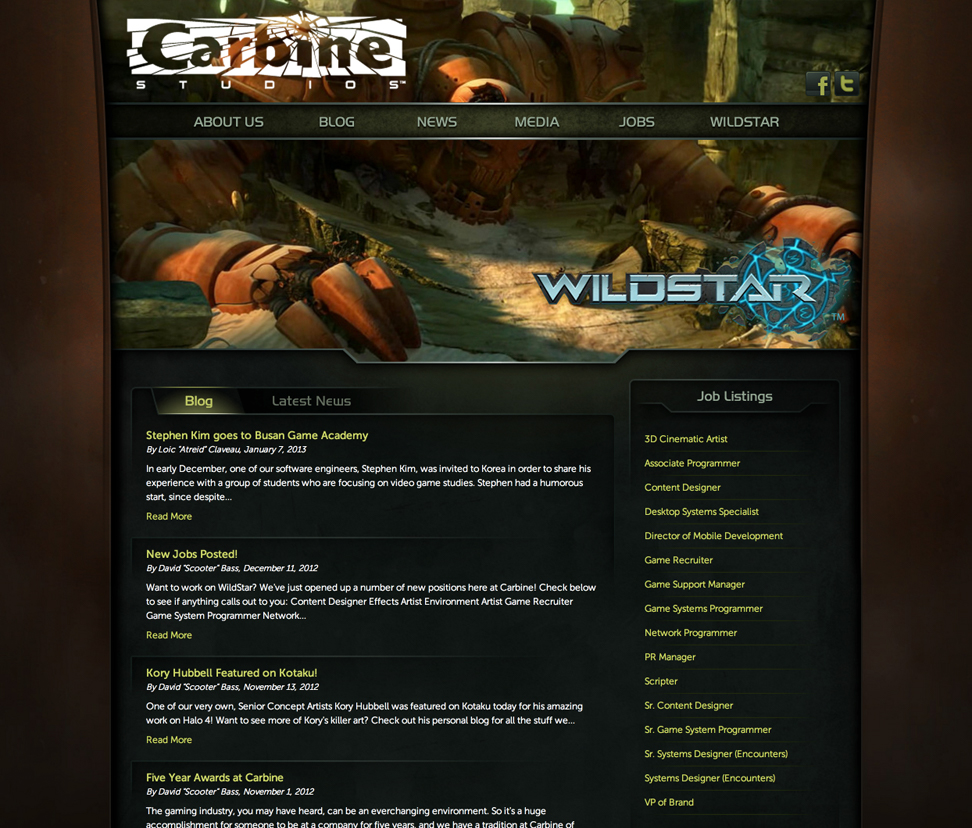 Carbine
STUDIOS™
f t
ABOUT US BLOG NEWS MEDIA JOBS WILDSTAR
WILDSTAR
TM
Blog Latest News
Stephen Kim goes to Busan Game Academy
By Loic "Atreid" Claveau, January 7, 2013
In early December, one of our software engineers, Stephen Kim, was invited to Korea in order to share his
experience with a group of students who are focusing on video game studies. Stephen had a humorous
start, since despite...
Read More
New Jobs Posted!
By David "Scooter" Bass, December 11, 2012
Want to work on WildStar? We've just opened up a number of new positions here at Carbine! Check below
to see if anything calls out to you: Content Designer Effects Artist Environment Artist Game Recruiter
Game System Programmer Network...
Read More
Kory Hubbell Featured on Kotaku!
By David "Scooter" Bass, November 13, 2012
One of our very own, Senior Concept Artists Kory Hubbell was featured on Kotaku today for his amazing
work on Halo 4! Want to see more of Kory's killer art? Check out his personal blog for all the stuff we...
Read More
Five Year Awards at Carbine
By David "Scooter" Bass, November 1, 2012
The gaming industry, you may have heard, can be an everchanging environment. So it's a huge
accomplishment for someone to be at a company for five years, and we have a tradition at Carbine of
Job Listings
3D Cinematic Artist
Associate Programmer
Content Designer
Desktop Systems Specialist
Director of Mobile Development
Game Recruiter
Game Support Manager
Game Systems Programmer
Network Programmer
PR Manager
Scripter
Sr. Content Designer
Sr. Game System Programmer
Sr. Systems Designer (Encounters)
Systems Designer (Encounters)
VP of Brand